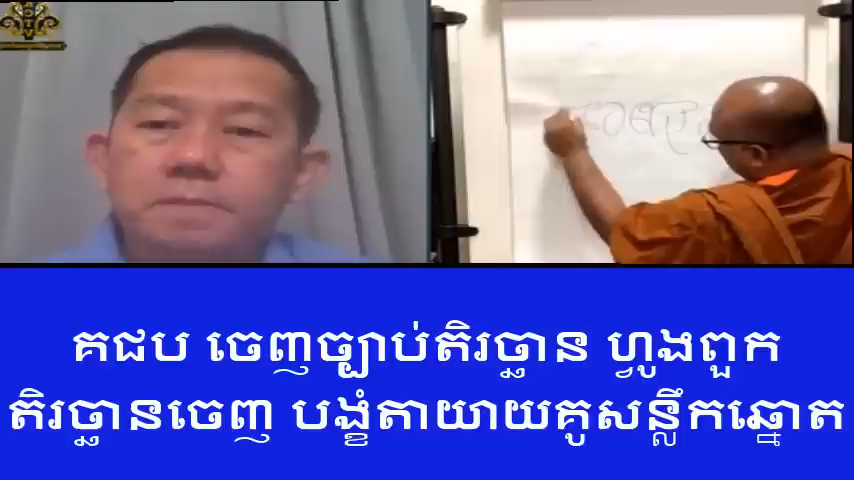 គជប ចេញច្បាប់តិរច្ឆាន ហ្វូងពួក
តិរច្ឆានចេញ បង្ខំតាយាយគូសន្លឹកឆ្នោត